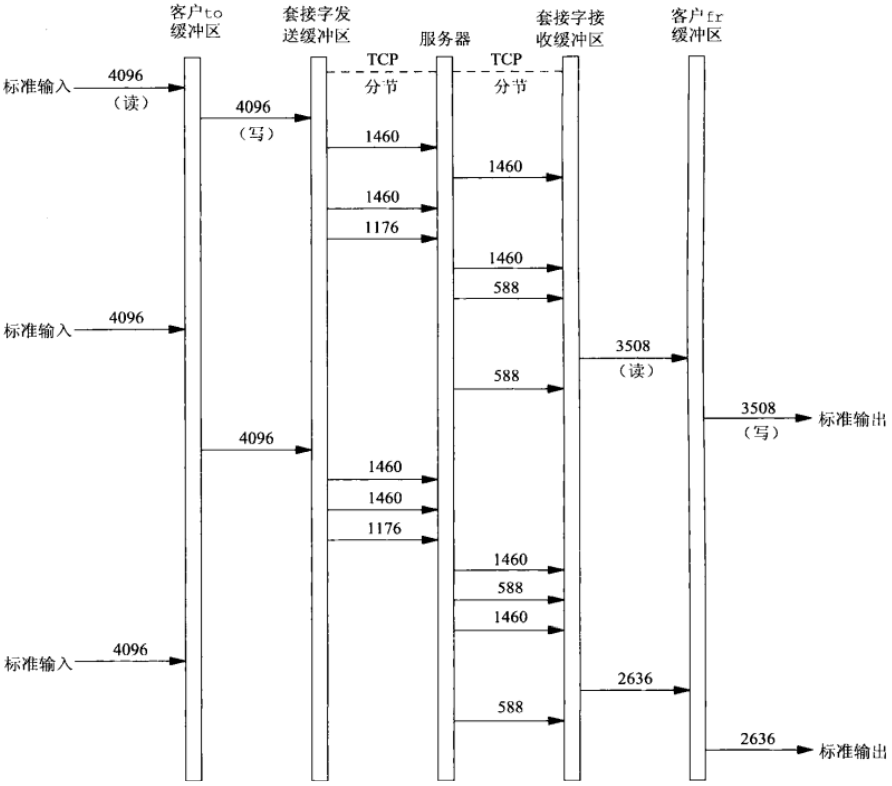 客户to
缓冲区
套接字发
送缓冲区
服务器
套接字接
收缓冲区
客户fr
缓冲区
TCP
分节
TCP
分节
标准输入
4096
(读)
4096
(写)
1460
1460
1460
1176
1460
588
标准输入
4096
3508
(读)
588
3508
(写)
标准输出
4096
1460
1460
1176
1460
588
1460
标准输入
4096
2636
588
2636
标准输出